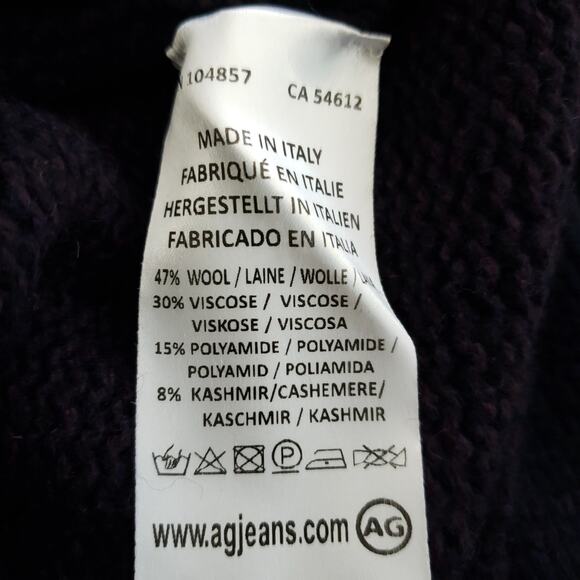 104857 CA 54612
MADE IN ITALY
FABRIQUÉ EN ITALIE
HERGESTELLT IN ITALIEN
FABRICADO EN ITALIA
47% WOOL / LAINE / WOLLE /
30% VISCOSE / VISCOSE /
VISKOSE / VISCOSA
15% POLYAMIDE / POLYAMIDE /
POLYAMID / POLIAMIDA
8% KASHMIR/CASHEMERE/
KASCHMIR / KASHMIR
P
www.agjeans.com AG